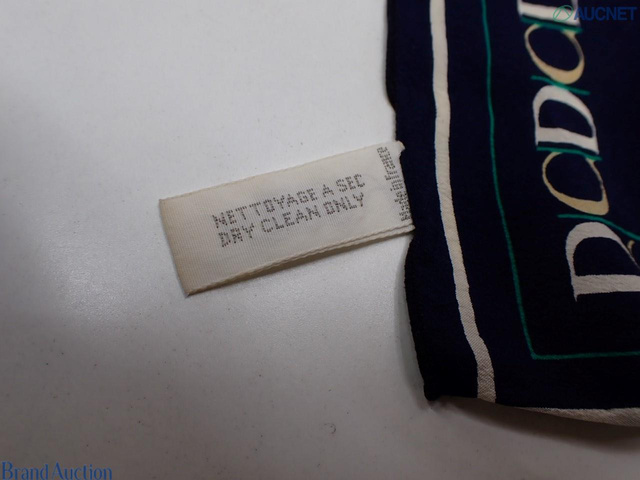 AUCNET
NETTOYAGE A SEC
DRY CLEAN ONLY
Made in France
Brand Auction